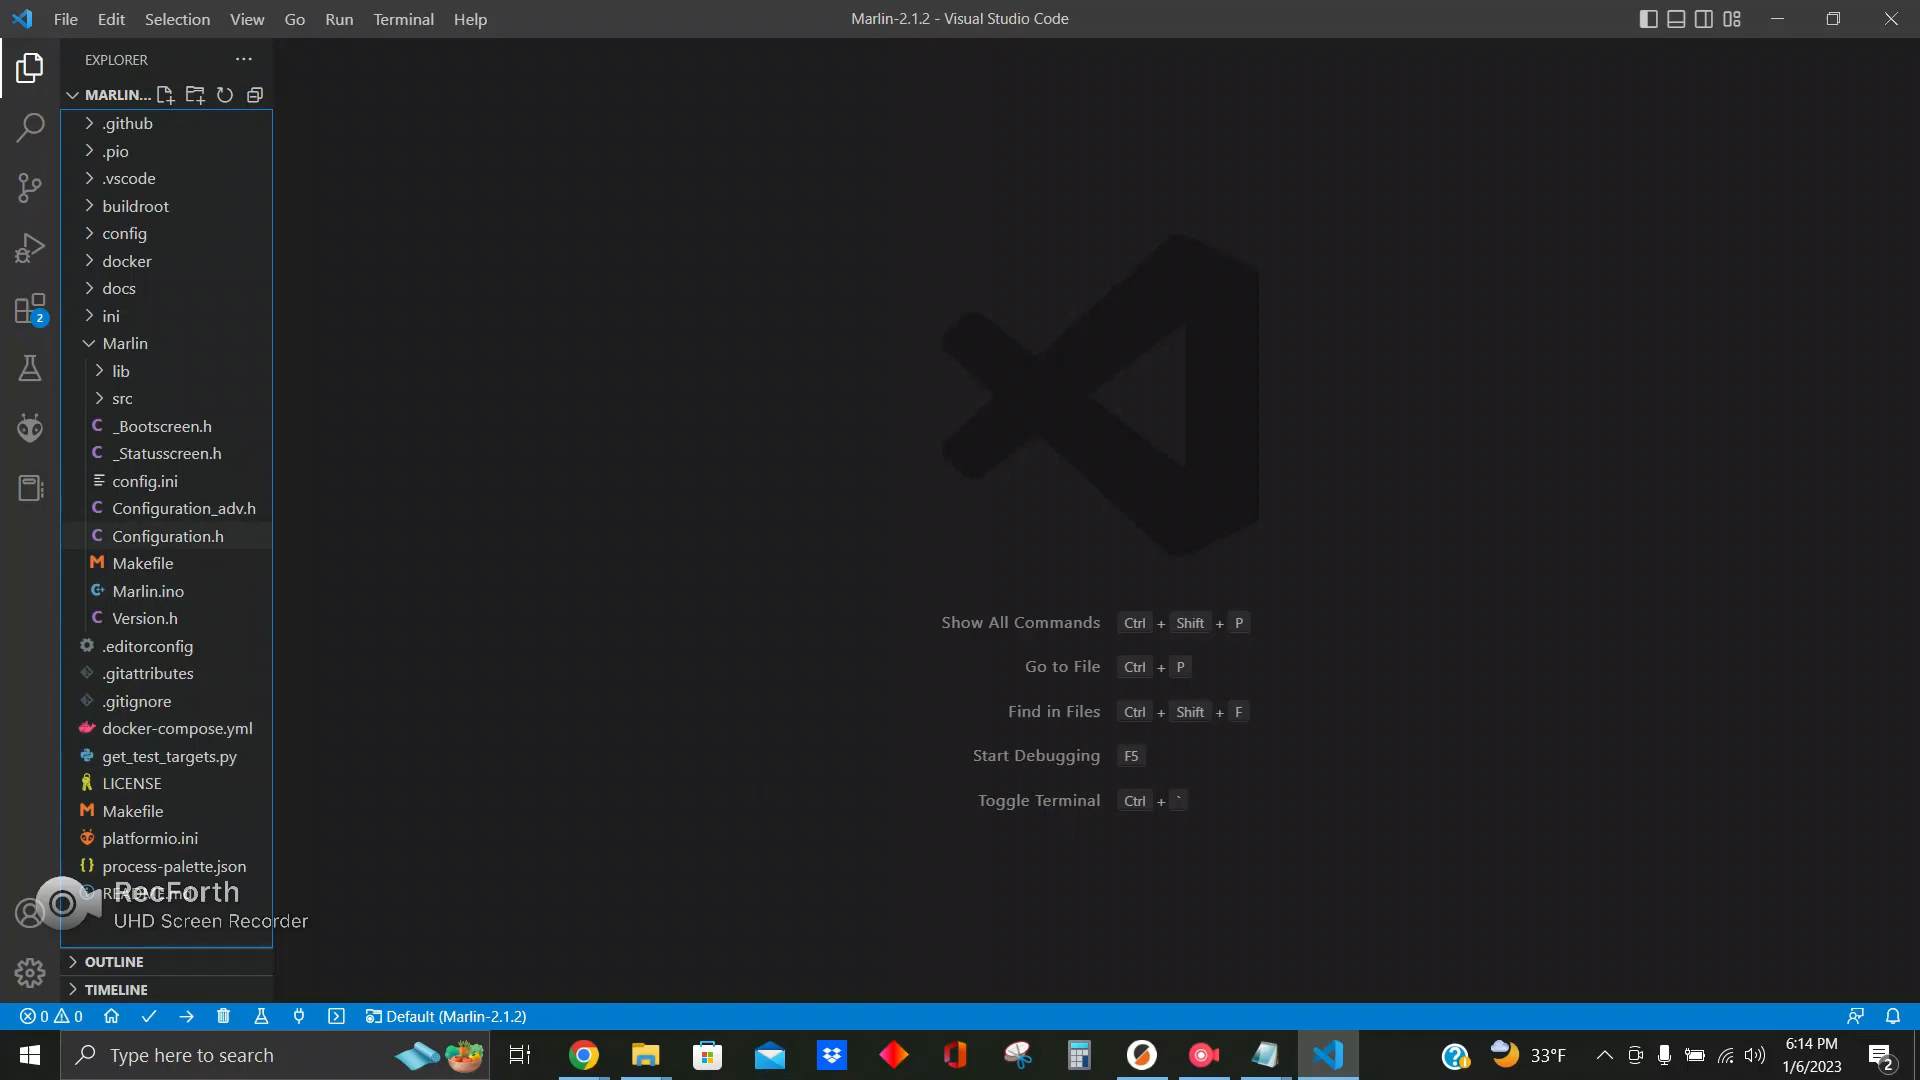 File Edit Selection View Go Run Terminal Help
Marlin-2.1.2 - Visual Studio Code
EXPLORER
MARLIN...
.github
.pio
.vscode
buildroot
config
docker
docs
ini
Marlin
lib
src
_Bootscreen.h
_Statusscreen.h
config.ini
Configuration_adv.h
Configuration.h
Makefile
Marlin.ino
Version.h
.editorconfig
.gitattributes
.gitignore
docker-compose.yml
get_test_targets.py
LICENSE
Makefile
platformio.ini
process-palette.json
README.md
RecForth
UHD Screen Recorder
OUTLINE
TIMELINE
2
Show All Commands Ctrl + Shift + P
Go to File Ctrl + P
Find in Files Ctrl + Shift + F
Start Debugging F5
Toggle Terminal Ctrl + `
0 0 Default (Marlin-2.1.2)
Type here to search
33°F
6:14 PM
1/6/2023
2